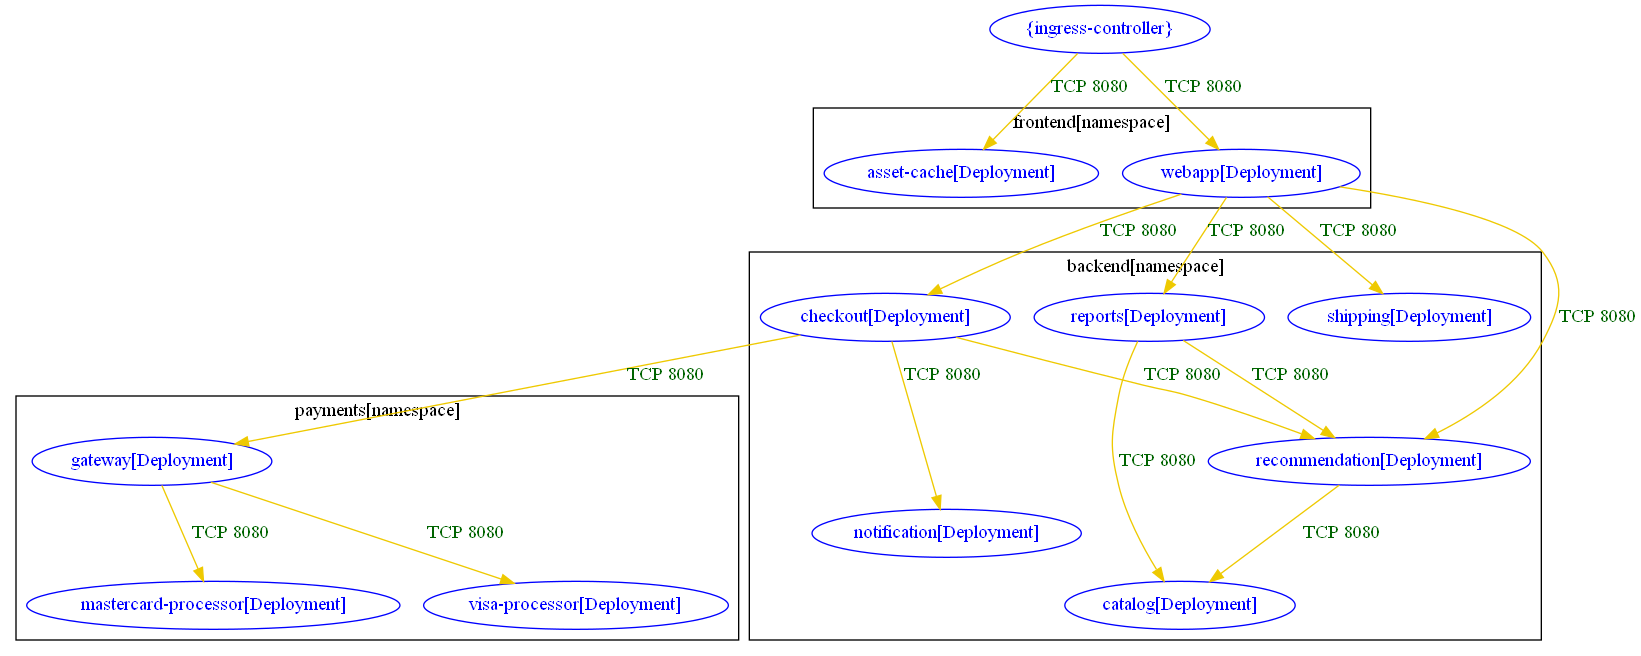 {ingress-controller}
TCP 8080
TCP 8080
frontend[namespace]
asset-cache[Deployment]
webapp[Deployment]
TCP 8080
TCP 8080
TCP 8080
backend[namespace]
checkout[Deployment]
reports[Deployment]
shipping[Deployment]
TCP 8080
TCP 8080
TCP 8080
TCP 8080
TCP 8080
payments[namespace]
gateway[Deployment]
TCP 8080
recommendation[Deployment]
TCP 8080
TCP 8080
notification[Deployment]
TCP 8080
mastercard-processor[Deployment]
visa-processor[Deployment]
catalog[Deployment]